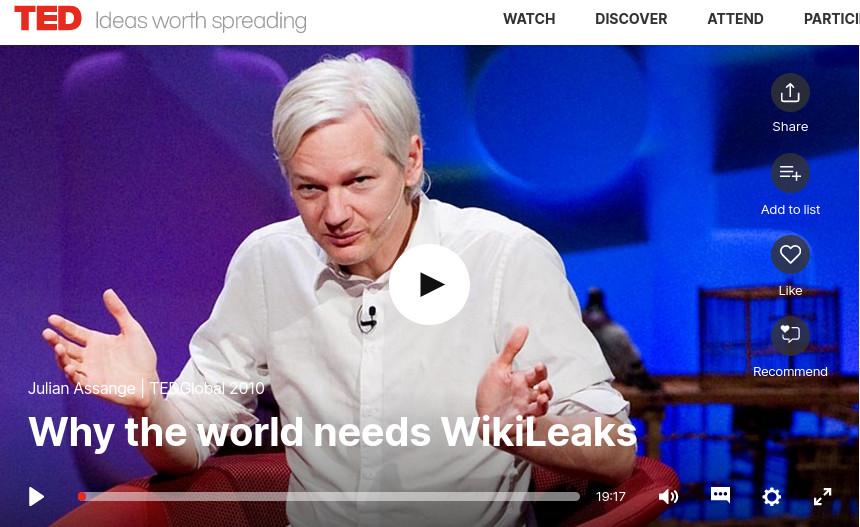 TED Ideas worth spreading WATCH DISCOVER ATTEND PARTICI
Share
Add to list
Like
Recommend
Julian Assange | TEDGlobal 2010
Why the world needs WikiLeaks
19:17